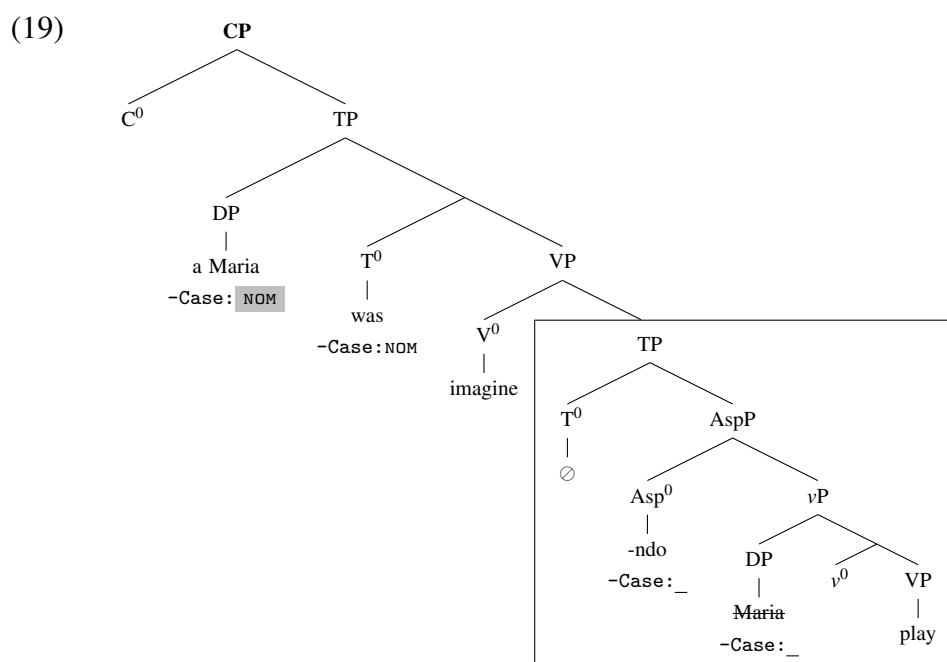 (19)
CP
C⁰ TP
DP
T⁰ VP
a Maria
-Case: NOM
was
-Case:NOM
V⁰ TP
imagine
T⁰ AspP
∅
Asp⁰ vP
-ndo
-Case:_
DP v⁰ VP
~~Maria~~ play
-Case:_